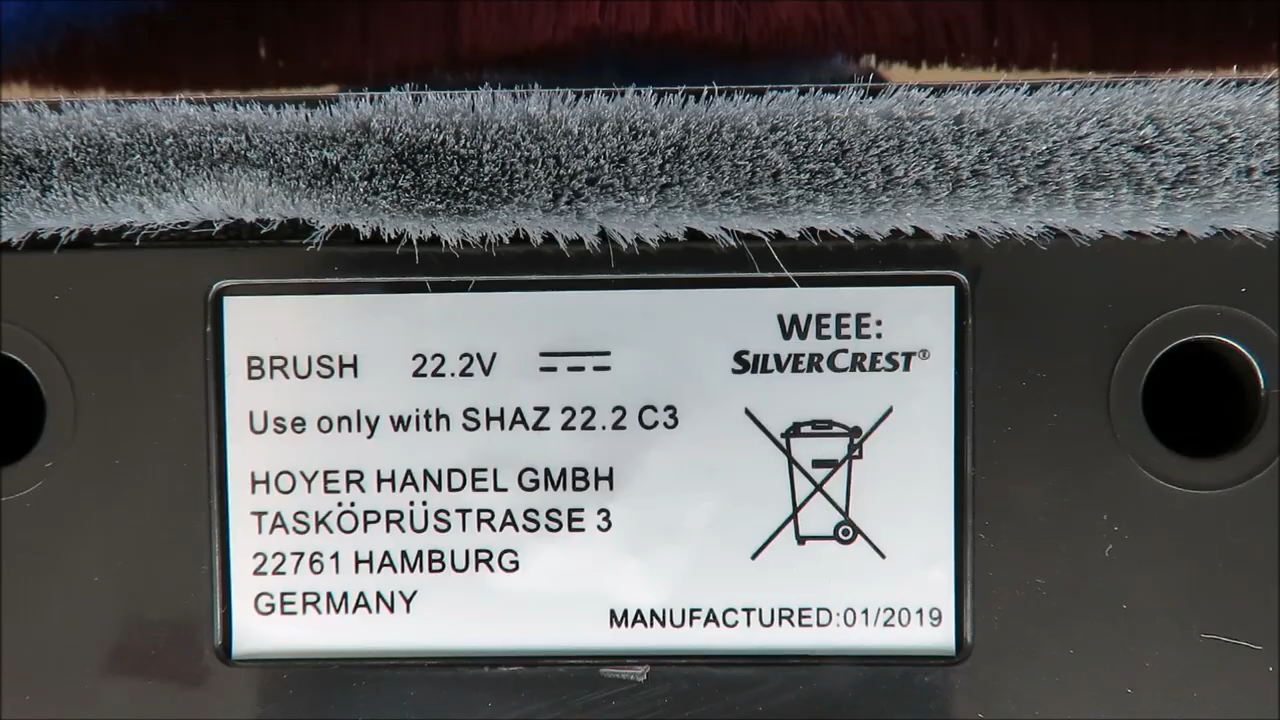 BRUSH 22.2V
Use only with SHAZ 22.2 C3
HOYER HANDEL GMBH
TASKÖPRÜSTRASSE 3
22761 HAMBURG
GERMANY
WEEE:
SILVERCREST®
MANUFACTURED:01/2019